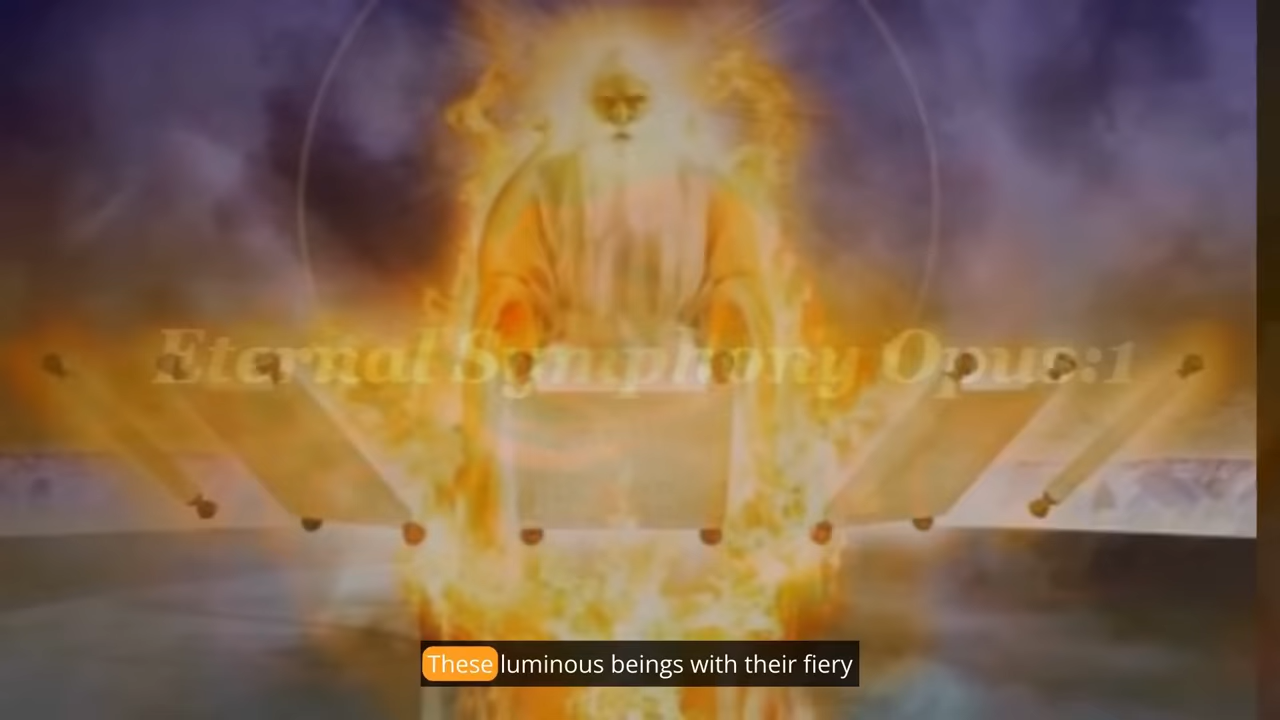 Eternal Symphony Opus:1
These luminous beings with their fiery